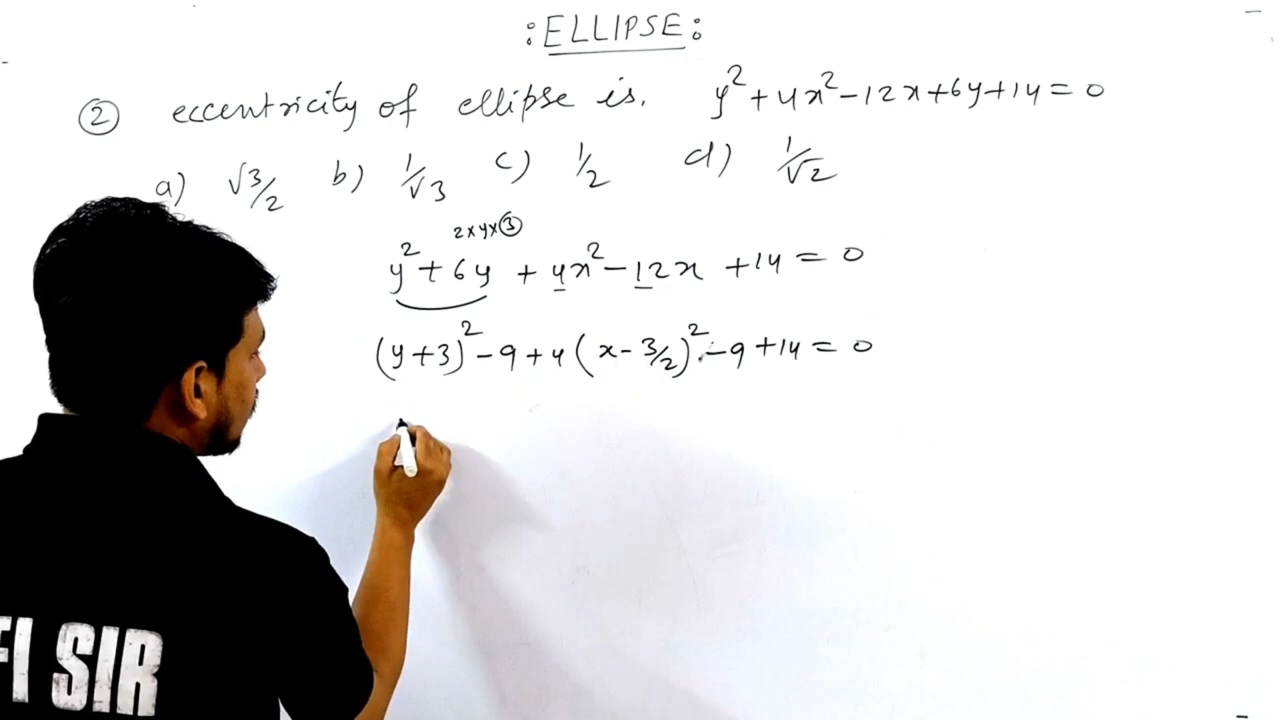 :ELLIPSE:
② eccentricity of ellipse is. y² + 4x² - 12x + 6y + 14 = 0
a) √3/2 b) 1/√3 c) 1/2 d) 1/√2
2×y×③
y² + 6y + 4x² - 12x + 14 = 0
(y+3)² - 9 + 4(x - 3/2)² - 9 + 14 = 0
FI SIR